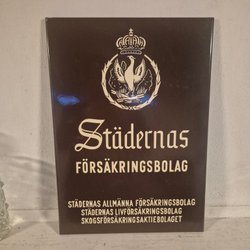 Städernas
FÖRSÄKRINGSBOLAG
STÄDERNAS ALLMÄNNA FÖRSÄKRINGSBOLAG
STÄDERNAS LIVFÖRSÄKRINGSBOLAG
SKOGSFÖRSÄKRINGSAKTIEBOLAGET